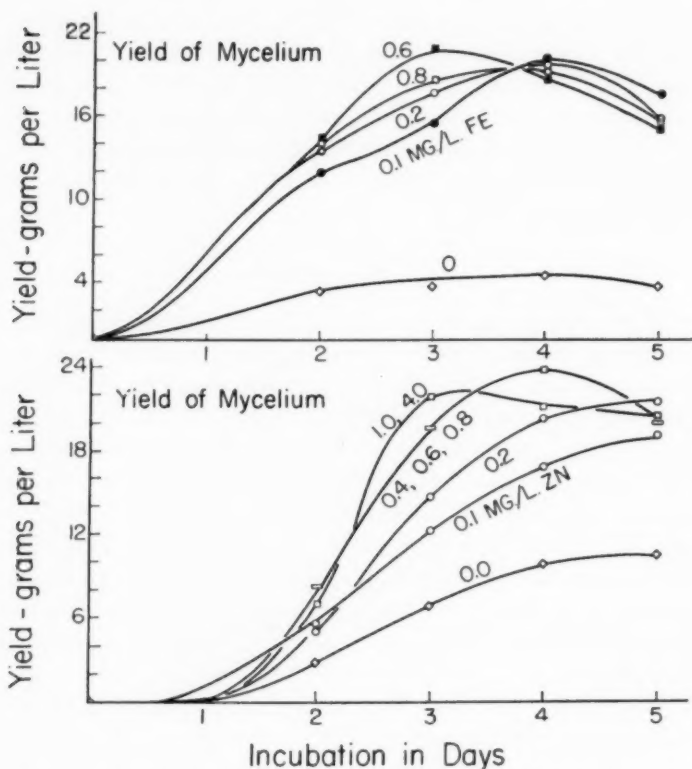 22
Yield of Mycelium
0.6
0.8
0.2
0.1 MG/L. FE
16
10
4
0
Yield-grams per Liter
1 2 3 4 5
24
Yield of Mycelium
1.0, 4.0
0.4, 0.6, 0.8
0.2
0.1 MG/L. ZN
0.0
18
12
6
Yield-grams per Liter
1 2 3 4 5
Incubation in Days